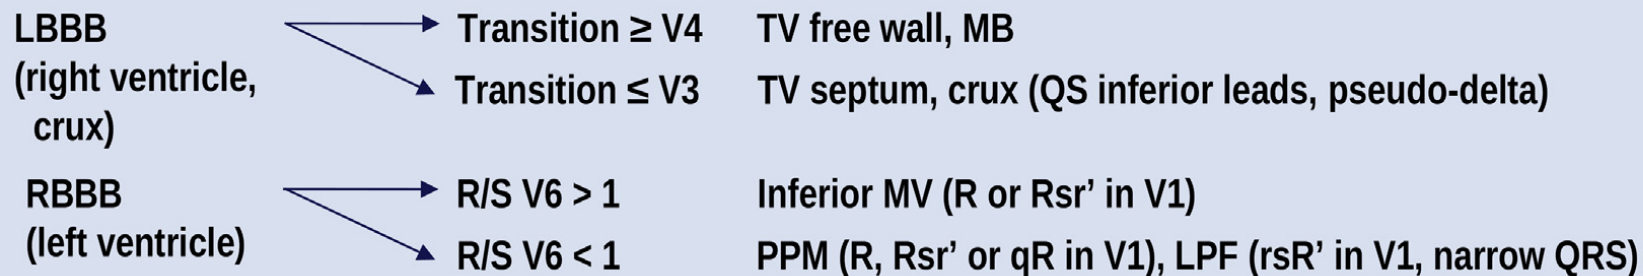 LBBB Transition ≥ V4 TV free wall, MB
(right ventricle, Transition ≤ V3 TV septum, crux (QS inferior leads, pseudo-delta)
crux)
RBBB R/S V6 > 1 Inferior MV (R or Rsr’ in V1)
(left ventricle) R/S V6 < 1 PPM (R, Rsr’ or qR in V1), LPF (rsR’ in V1, narrow QRS)